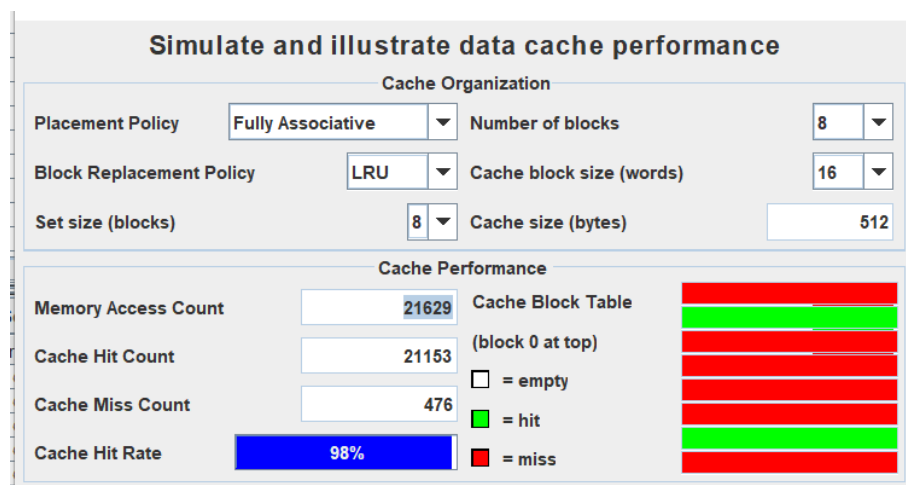 Simulate and illustrate data cache performance
Cache Organization
Placement Policy Fully Associative Number of blocks 8
Block Replacement Policy LRU Cache block size (words) 16
Set size (blocks) 8 Cache size (bytes) 512
Cache Performance
Memory Access Count 21629 Cache Block Table
(block 0 at top)
Cache Hit Count 21153
= empty
Cache Miss Count 476
= hit
Cache Hit Rate 98%
= miss